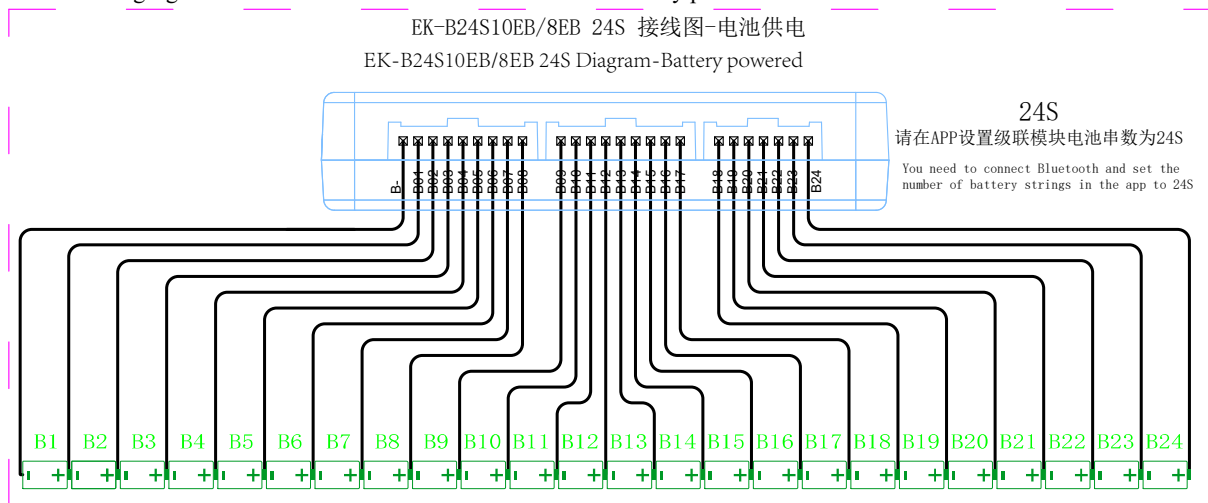 EK-B24S10EB/8EB 24S 接线图-电池供电
EK-B24S10EB/8EB 24S Diagram-Battery powered
24S
请在APP设置级联模块电池串数为24S
You need to connect Bluetooth and set the
number of battery strings in the app to 24S
B- B01 B02 B03 B04 B05 B06 B07 B08 B09 B10 B11 B12 B13 B14 B15 B16 B17 B18 B19 B20 B21 B22 B23 B24
B1 B2 B3 B4 B5 B6 B7 B8 B9 B10 B11 B12 B13 B14 B15 B16 B17 B18 B19 B20 B21 B22 B23 B24